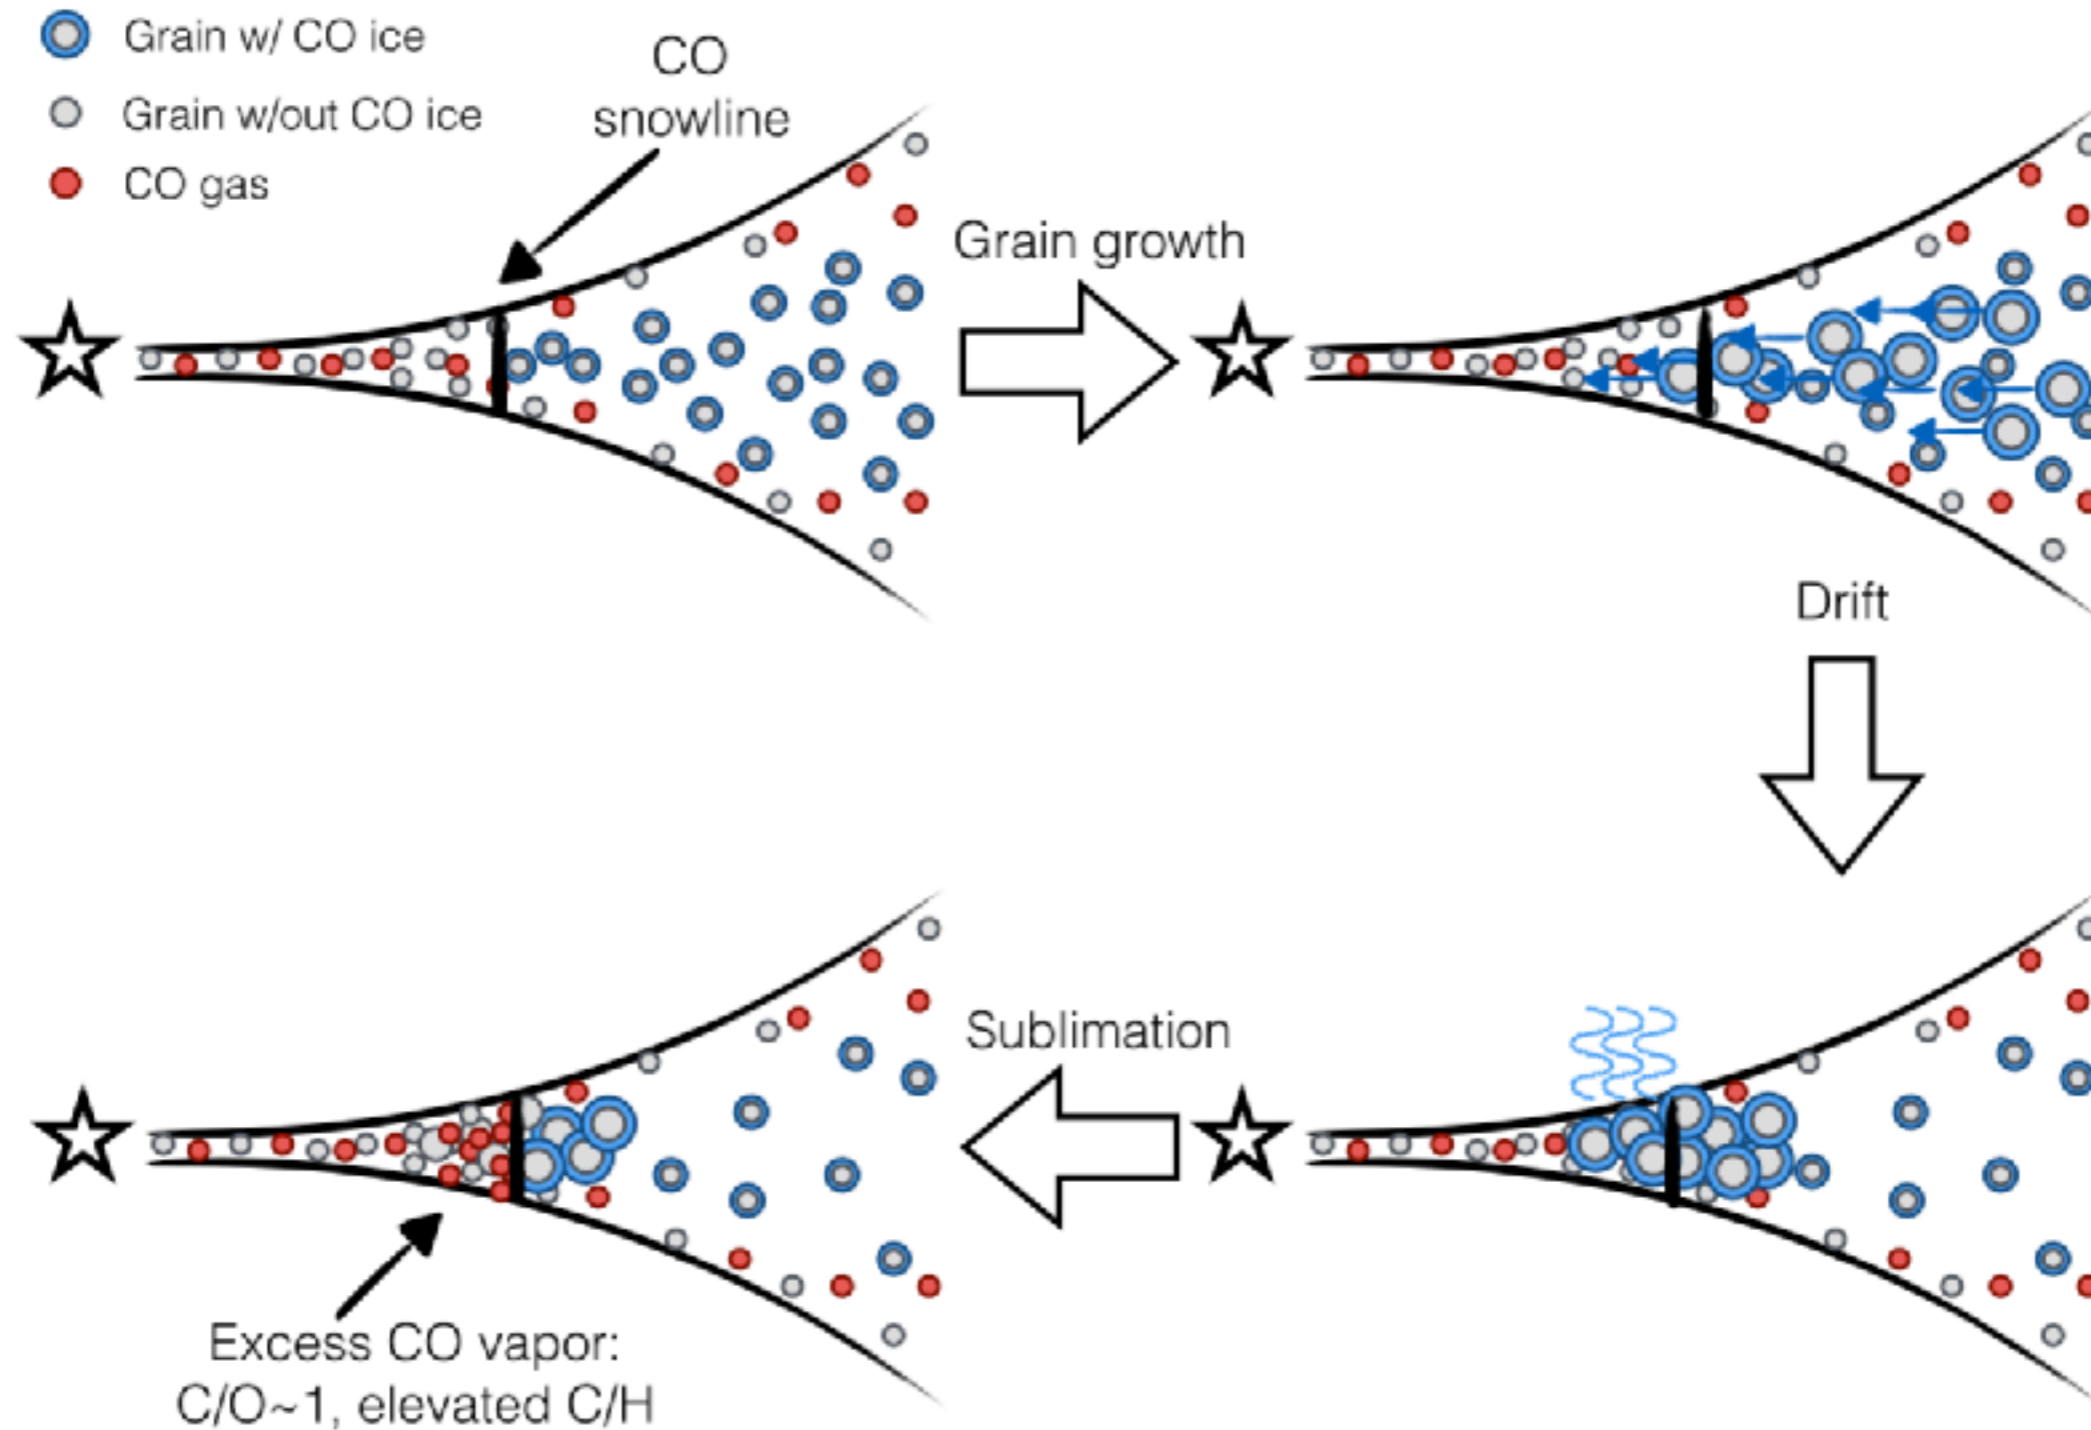 Grain w/ CO ice
Grain w/out CO ice
CO gas
CO
snowline
Grain growth
Drift
Sublimation
Excess CO vapor:
C/O~1, elevated C/H